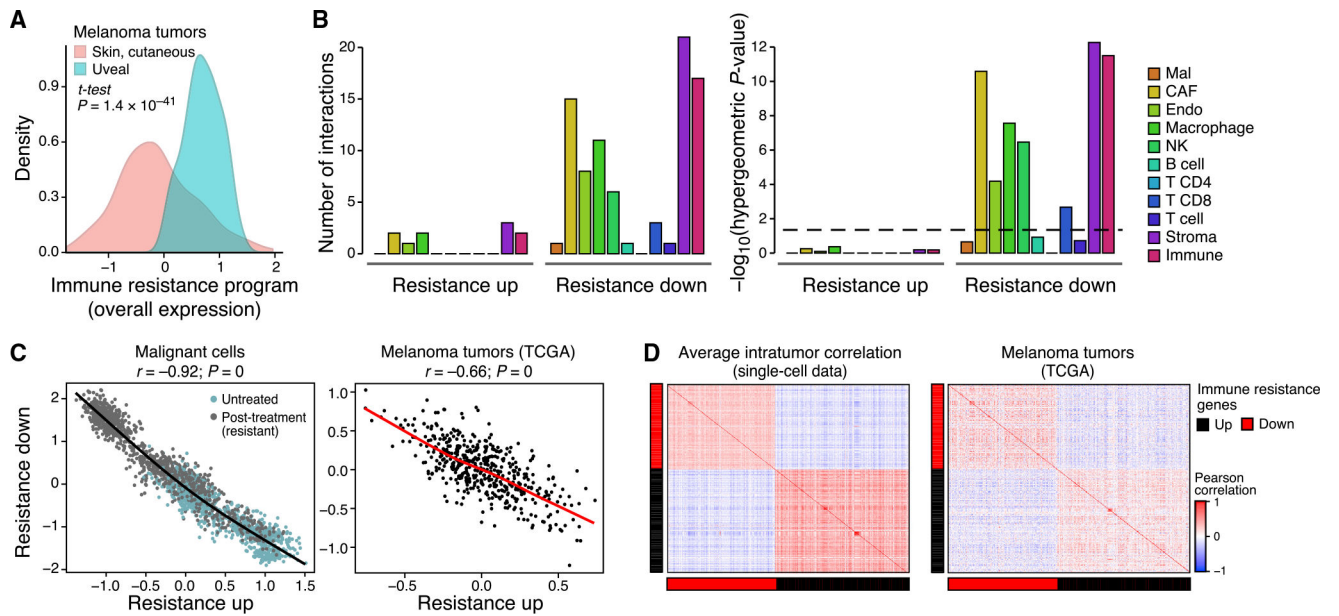 A
Melanoma tumors
Skin, cutaneous
Uveal
t-test
P = 1.4 × 10⁻⁴¹
Density
0.9
0.6
0.3
0.0
−1
0
1
2
Immune resistance program
(overall expression)
B
Number of interactions
20
15
10
5
0
Resistance up
Resistance down
−log₁₀(hypergeometric P-value)
12
10
8
6
4
2
0
Resistance up
Resistance down
Mal
CAF
Endo
Macrophage
NK
B cell
T CD4
T CD8
T cell
Stroma
Immune
C
Malignant cells
r = −0.92; P = 0
Untreated
Post-treatment
(resistant)
Resistance down
2
1
0
−1
−2
−1.0
−0.5
0.0
0.5
1.0
1.5
Resistance up
Melanoma tumors (TCGA)
r = −0.66; P = 0
1.0
0.5
0.0
−0.5
−1.0
−0.5
0.0
0.5
Resistance up
D
Average intratumor correlation
(single-cell data)
Melanoma tumors
(TCGA)
Immune resistance
genes
Up
Down
Pearson
correlation
1
0
−1